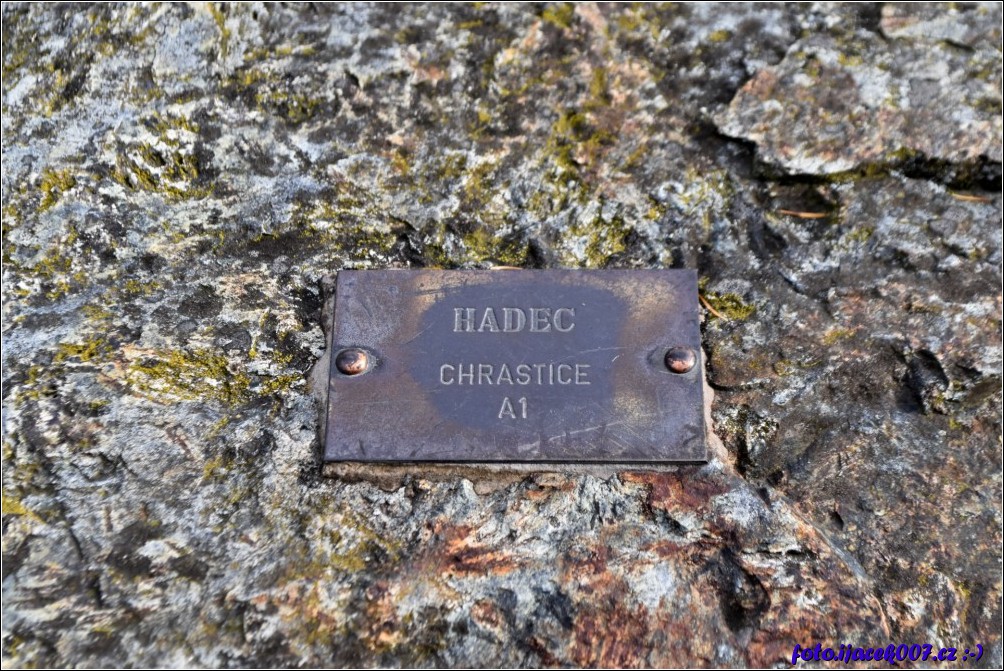 HADEC
CHRASTICE
A1
foto.ijacek007.cz :-)